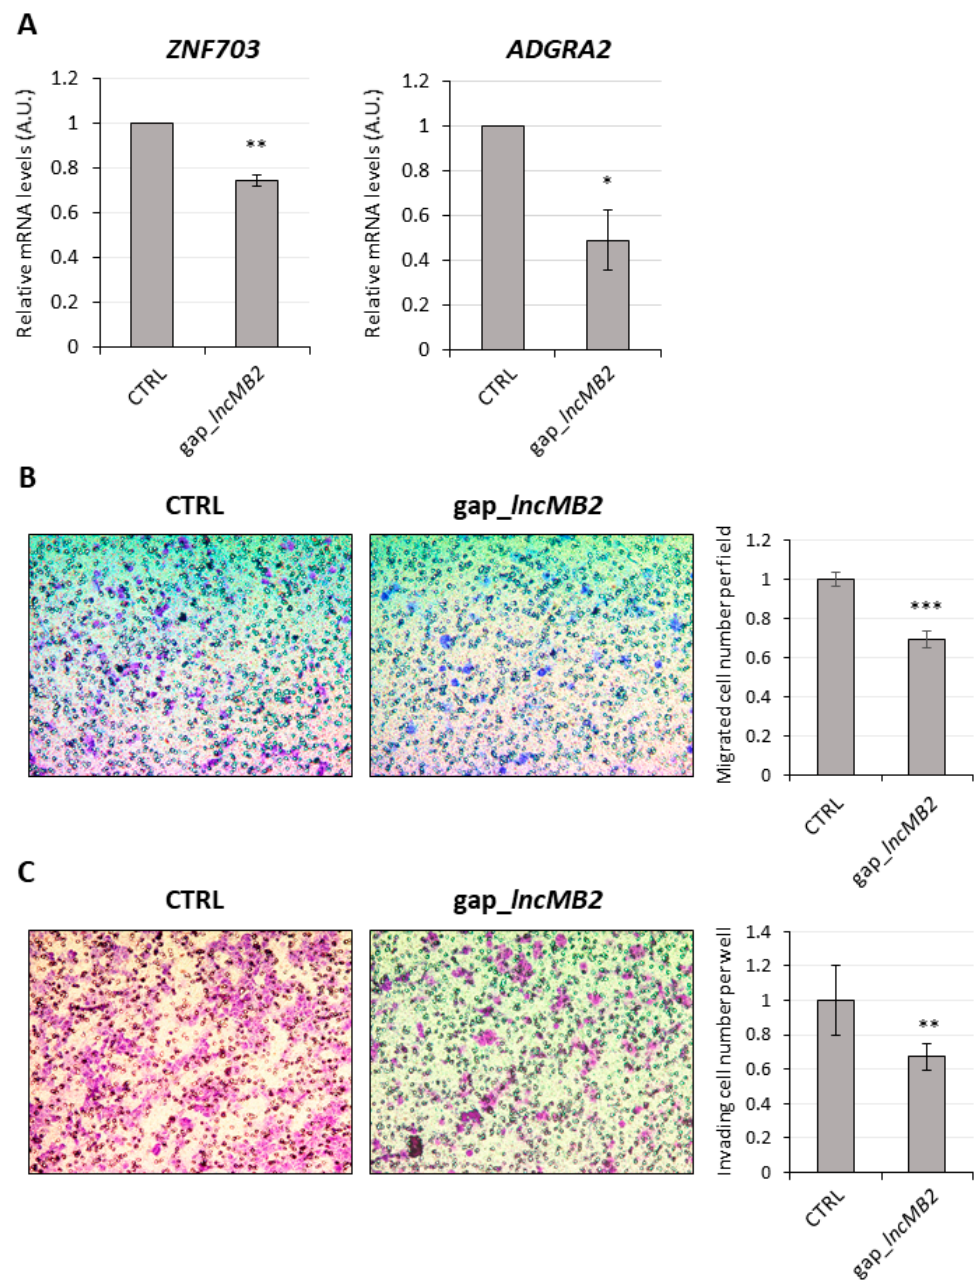 A
ZNF703
ADGRA2
Relative mRNA levels (A.U.)
1.2
1
0.8
0.6
0.4
0.2
0
**
CTRL
gap_lncMB2
Relative mRNA levels (A.U.)
1.2
1
0.8
0.6
0.4
0.2
0
*
CTRL
gap_lncMB2
B
CTRL
gap_lncMB2
Migrated cell number per field
1.2
1
0.8
0.6
0.4
0.2
0
***
CTRL
gap_lncMB2
C
CTRL
gap_lncMB2
Invading cell number per well
1.4
1.2
1
0.8
0.6
0.4
0.2
0
**
CTRL
gap_lncMB2